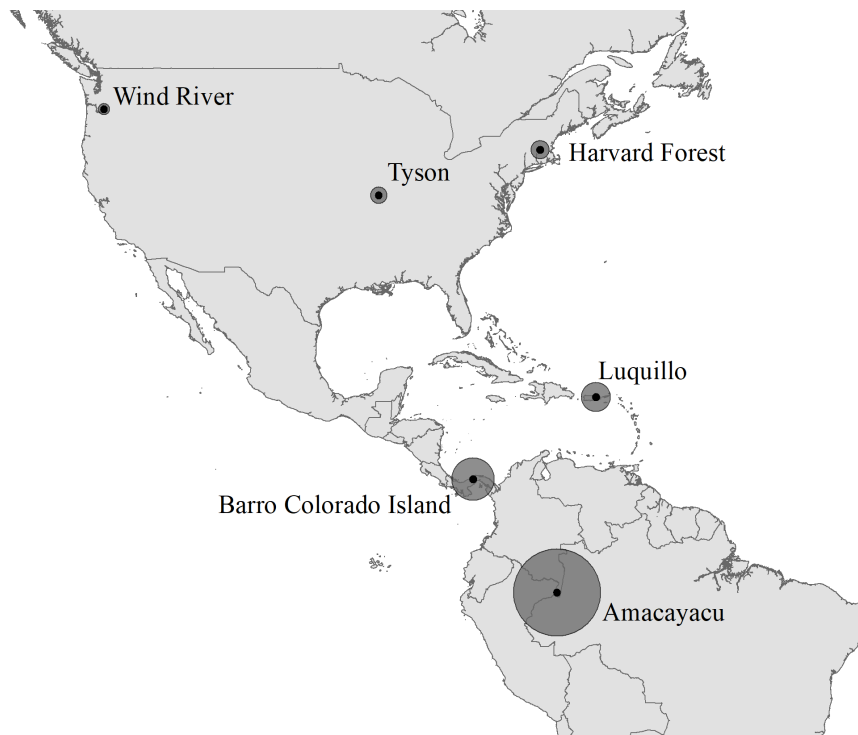 Wind River
Harvard Forest
Tyson
Luquillo
Barro Colorado Island
Amacayacu